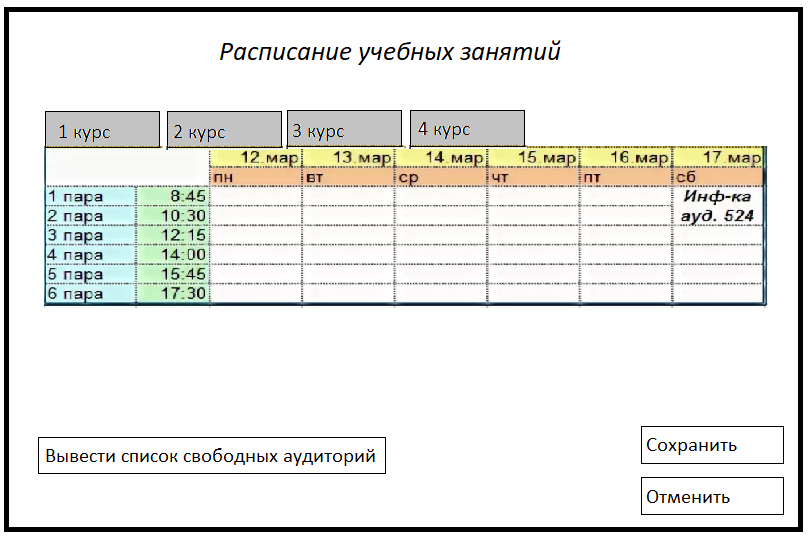 Расписание учебных занятий
1 курс 2 курс 3 курс 4 курс
12.мар 13.мар 14.мар 15.мар 16.мар 17.мар
пн вт ср чт пт сб
1 пара 8:45 Инф-ка
2 пара 10:30 ауд. 524
3 пара 12:15
4 пара 14:00
5 пара 15:45
6 пара 17:30
Вывести список свободных аудиторий
Сохранить
Отменить